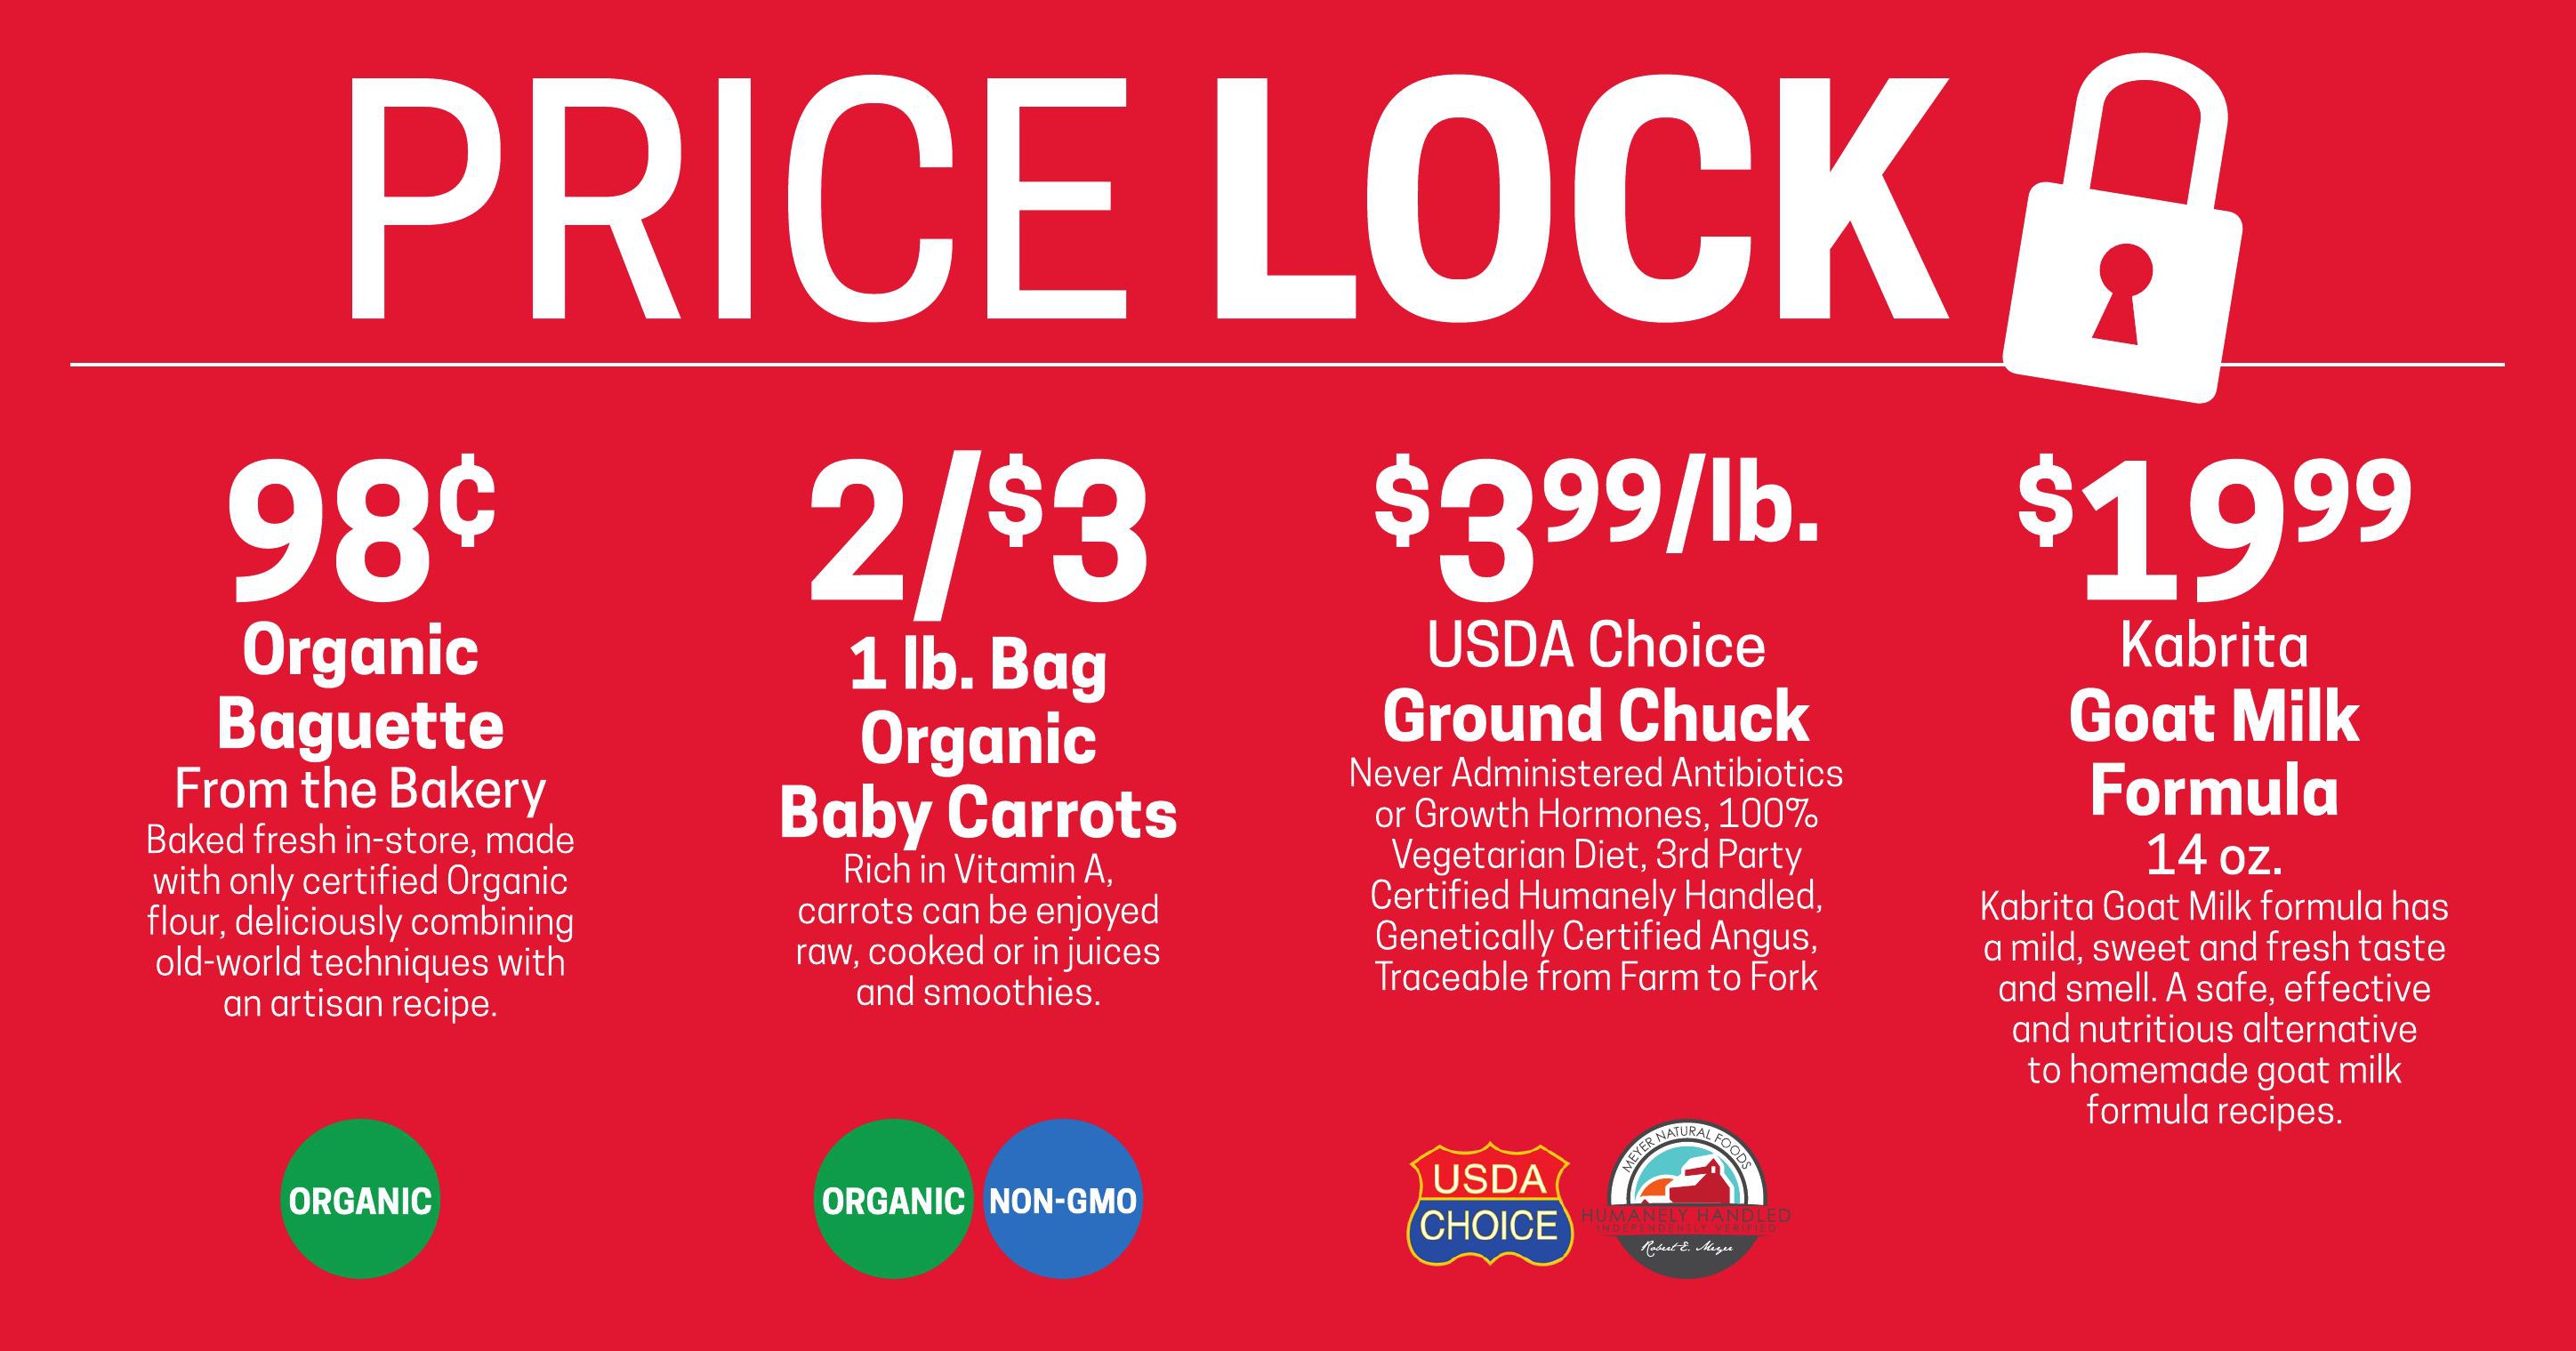 PRICE LOCK
98¢
Organic
Baguette
From the Bakery
Baked fresh in-store, made
with only certified Organic
flour, deliciously combining
old-world techniques with
an artisan recipe.
ORGANIC
2/$3
1 lb. Bag
Organic
Baby Carrots
Rich in Vitamin A,
carrots can be enjoyed
raw, cooked or in juices
and smoothies.
ORGANIC
NON-GMO
$3 99/lb.
USDA Choice
Ground Chuck
Never Administered Antibiotics
or Growth Hormones, 100%
Vegetarian Diet, 3rd Party
Certified Humanely Handled,
Genetically Certified Angus,
Traceable from Farm to Fork
USDA
CHOICE
MEYER NATURAL FOODS
HUMANELY HANDLED
INDEPENDENTLY VERIFIED
Robert E. Meyer
$19 99
Kabrita
Goat Milk
Formula
14 oz.
Kabrita Goat Milk formula has
a mild, sweet and fresh taste
and smell. A safe, effective
and nutritious alternative
to homemade goat milk
formula recipes.